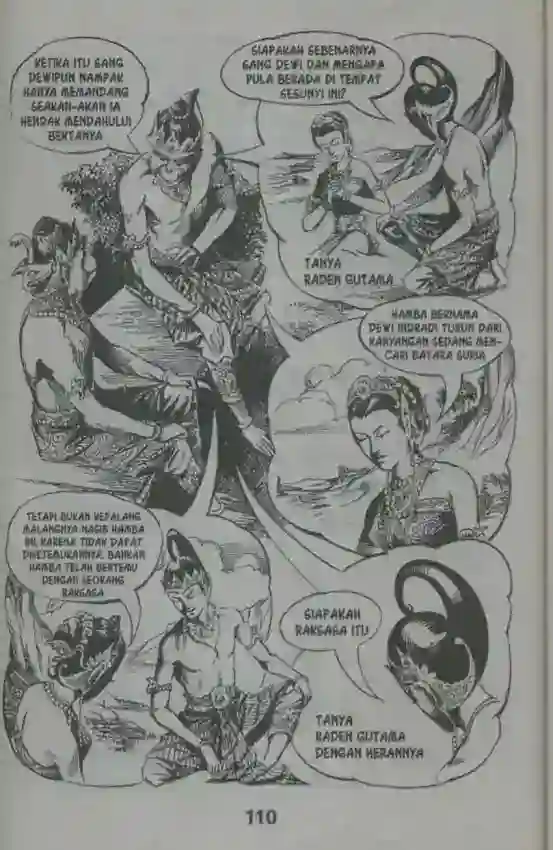 KETIKA ITU SANG
DEWIPUN NAMPAK
HANYA MEMANDANG
SEAKAN-AKAN IA
HENDAK MENDAHULUI
BERTANYA
SIAPAKAH SEBENARNYA
SANG DEWI DAN MENGAPA
PULA BERADA DI TEMPAT
SESUNYI INI?
TANYA
RADEN GUTAMA
HAMBA BERNAMA
DEWI INDRADI TURUN DARI
KAHYANGAN SEDANG MEN-
CARI BATARA SURIA
TETAPI BUKAN KEPALANG
MALANGNYA NASIB HAMBA
INI, KARENA TIDAK DAPAT
DIKETEMUKANNYA. BAHKAN
HAMBA TELAH BERTEMU
DENGAN SEORANG
RAKSASA
SIAPAKAH
RAKSASA ITU
TANYA
RADEN GUTAMA
DENGAN HERANNYA
110